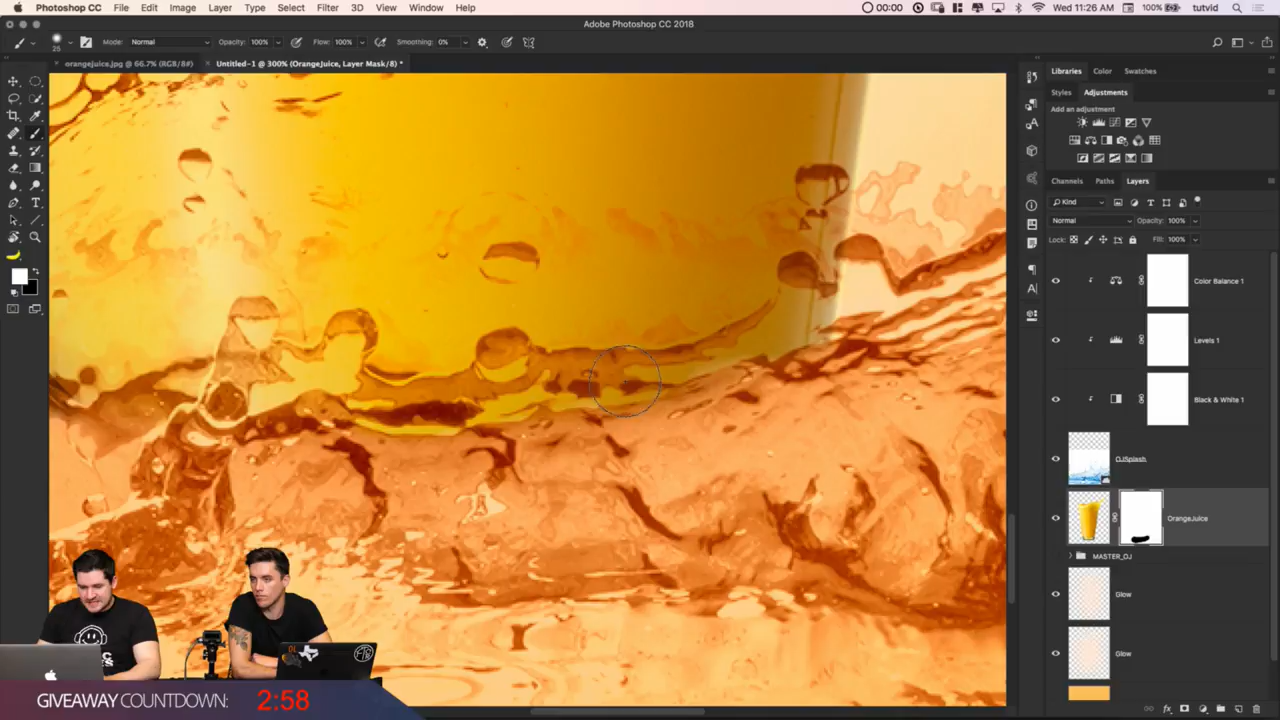 Photoshop CC File Edit Image Layer Type Select Filter 3D View Window Help
00:00 100% Wed 11:26 AM tutvid
Adobe Photoshop CC 2018
25 Mode: Normal Opacity: 100% Flow: 100% Smoothing: 0%
orangejuice.jpg @ 66.7% (RGB/8#)
Untitled-1 @ 300% (OrangeJuice, Layer Mask/8) *
Libraries Color Swatches
Styles Adjustments
Add an adjustment
Channels Paths Layers
Kind
Normal Opacity: 100%
Lock: Fill: 100%
Color Balance 1
Levels 1
Black & White 1
OJSplash
OrangeJuice
MASTER_OJ
Glow
Glow
GIVEAWAY COUNTDOWN: 2:58